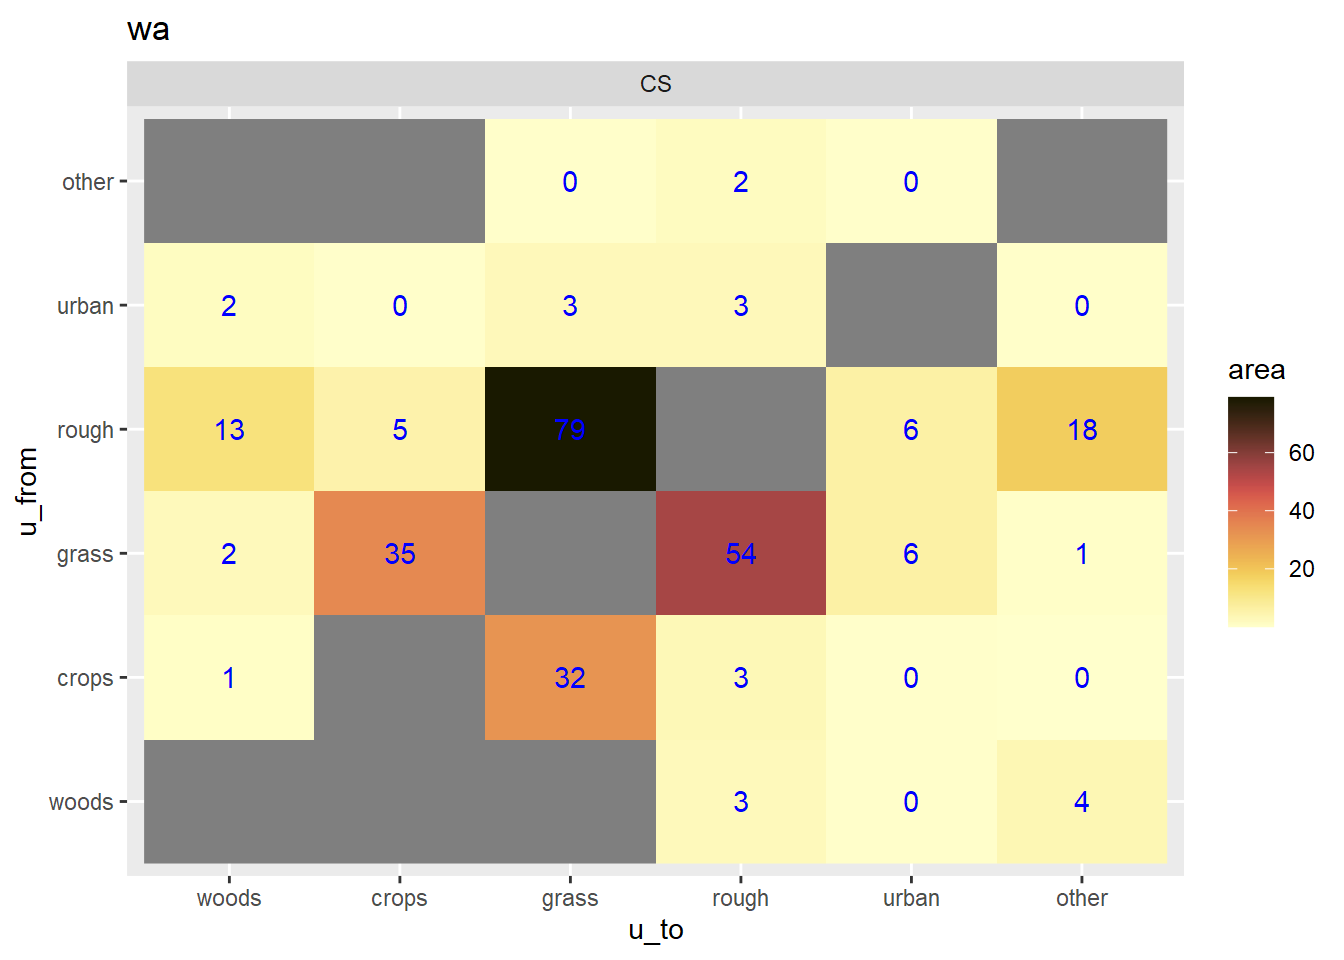 wa
CS
other 0 2 0
urban 2 0 3 3 0
rough 13 5 79 6 18
grass 2 35 54 6 1
crops 1 32 3 0 0
woods 3 0 4
woods crops grass rough urban other
u_to
u_from
area
60
40
20